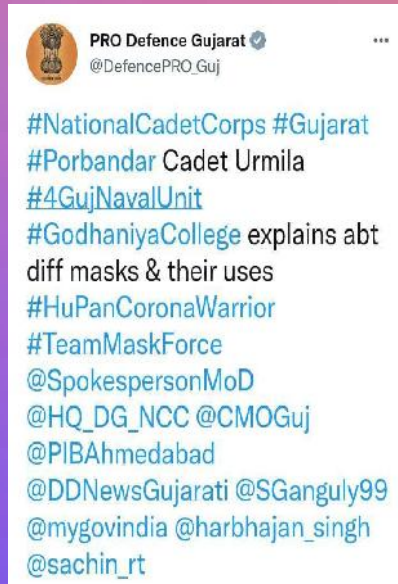 PRO Defence Gujarat
@DefencePRO_Guj
#NationalCadetCorps #Gujarat
#Porbandar Cadet Urmila
#4GujNavalUnit
#GodhaniyaCollege explains abt
diff masks & their uses
#HuPanCoronaWarrior
#TeamMaskForce
@SpokespersonMoD
@HQ_DG_NCC @CMOGuj
@PIBAhmedabad
@DDNewsGujarati @SGanguly99
@mygovindia @harbhajan_singh
@sachin_rt